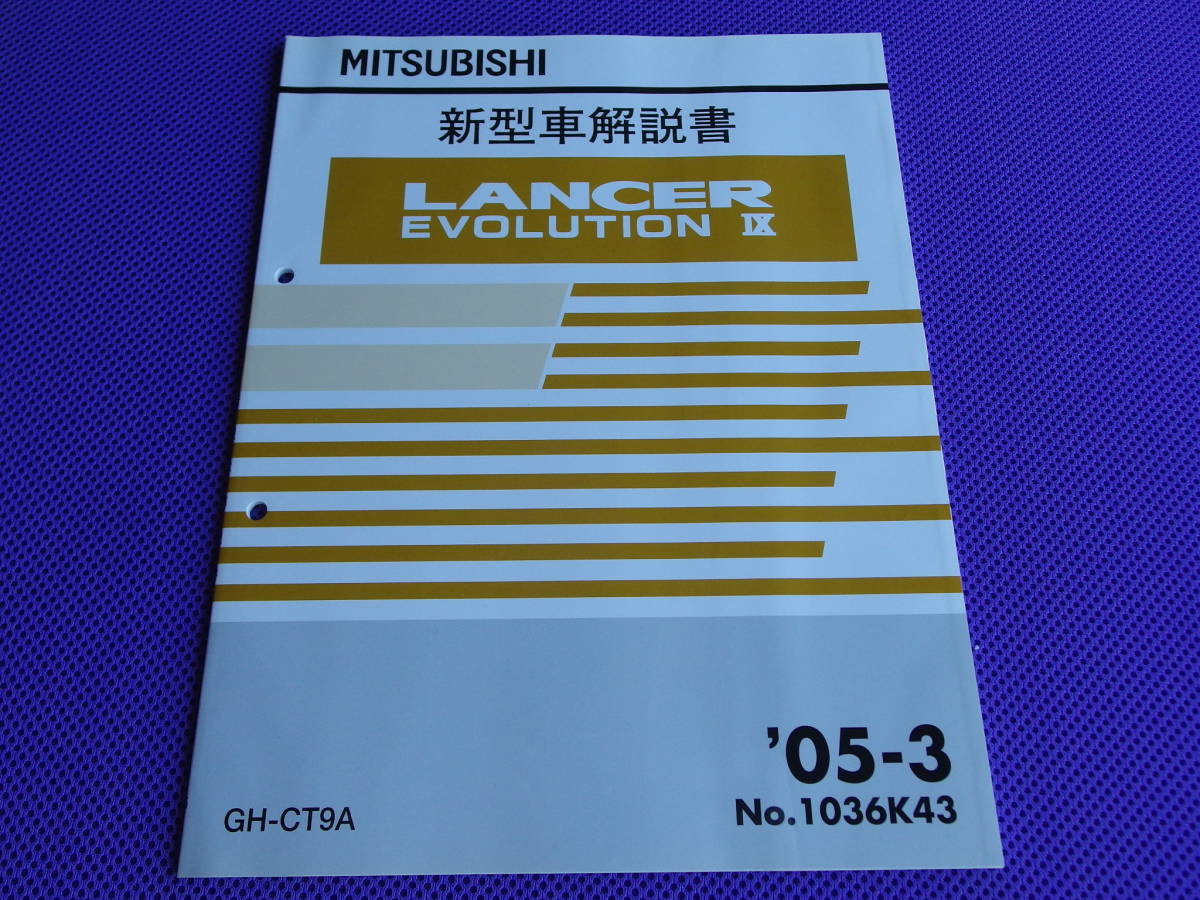 MITSUBISHI
新型車解説書
LANCER
EVOLUTION IX
'05-3
No.1036K43
GH-CT9A